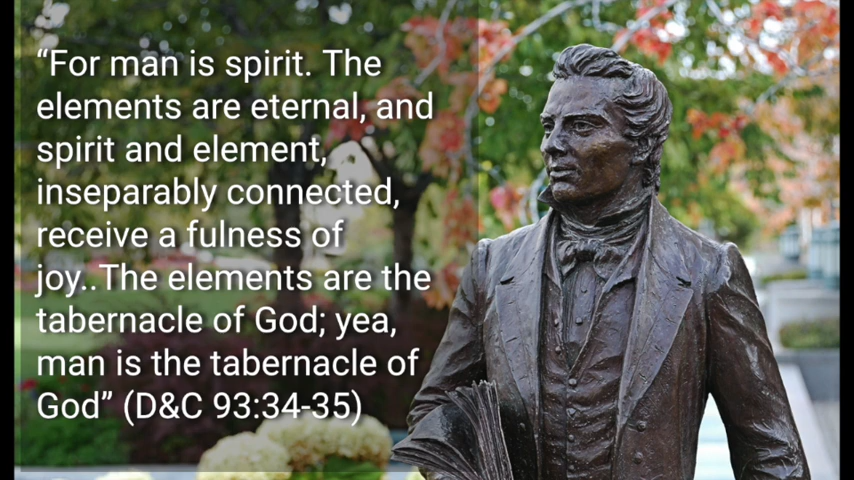 “For man is spirit. The
elements are eternal, and
spirit and element,
inseparably connected,
receive a fulness of
joy..The elements are the
tabernacle of God; yea,
man is the tabernacle of
God” (D&C 93:34-35)